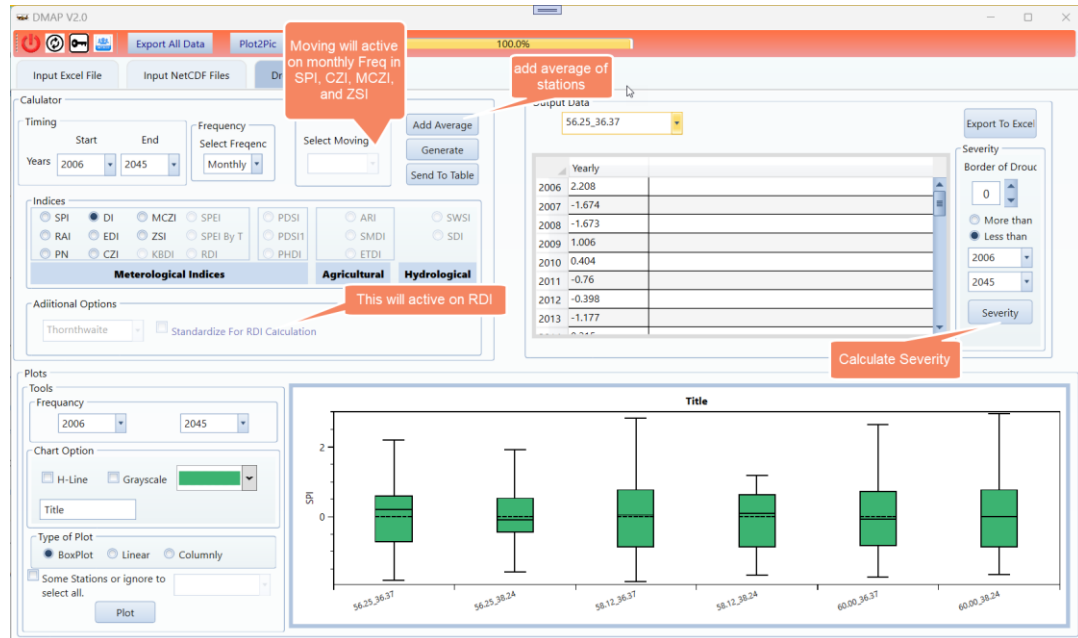 DMAP V2.0
Export All Data
Plot2Pic
100.0%
Moving will active
on monthly Freq in
SPI, CZI, MCZI,
and ZSI
add average of
stations
Input Excel File
Input NetCDF Files
Dr
Calulator
Timing
Start
End
Years
2006
2045
Frequency
Select Freqenc
Monthly
Select Moving
Add Average
Generate
Send To Table
Indices
SPI
DI
MCZI
SPEI
PDSI
ARI
SWSI
RAI
EDI
ZSI
SPEI By T
PDSI1
SMDI
SDI
PN
CZI
KBDI
RDI
PHDI
ETDI
Meterological Indices
Agricultural
Hydrological
Adiitional Options
This will active on RDI
Thornthwaite
Standardize For RDI Calculation
Output Data
56.25_36.37
Yearly
2006 2.208
2007 -1.674
2008 -1.673
2009 1.006
2010 0.404
2011 -0.76
2012 -0.398
2013 -1.177
Export To Excel
Severity
Border of Drouc
0
More than
Less than
2006
2045
Severity
Calculate Severity
Plots
Tools
Frequancy
2006
2045
Chart Option
H-Line
Grayscale
Title
Type of Plot
BoxPlot
Linear
Columnly
Some Stations or ignore to
select all.
Plot
Title
SPI
2
0
56.25_36.37
56.25_38.24
58.12_36.37
58.12_38.24
60.00_36.37
60.00_38.24